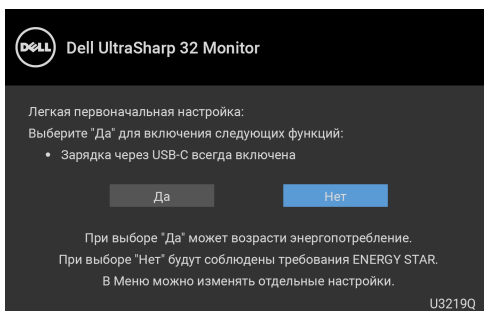 DELL Dell UltraSharp 32 Monitor
Легкая первоначальная настройка:
Выберите "Да" для включения следующих функций:
• Зарядка через USB-C всегда включена
Да Нет
При выборе "Да" может возрасти энергопотребление.
При выборе "Нет" будут соблюдены требования ENERGY STAR.
В Меню можно изменять отдельные настройки.
U3219Q